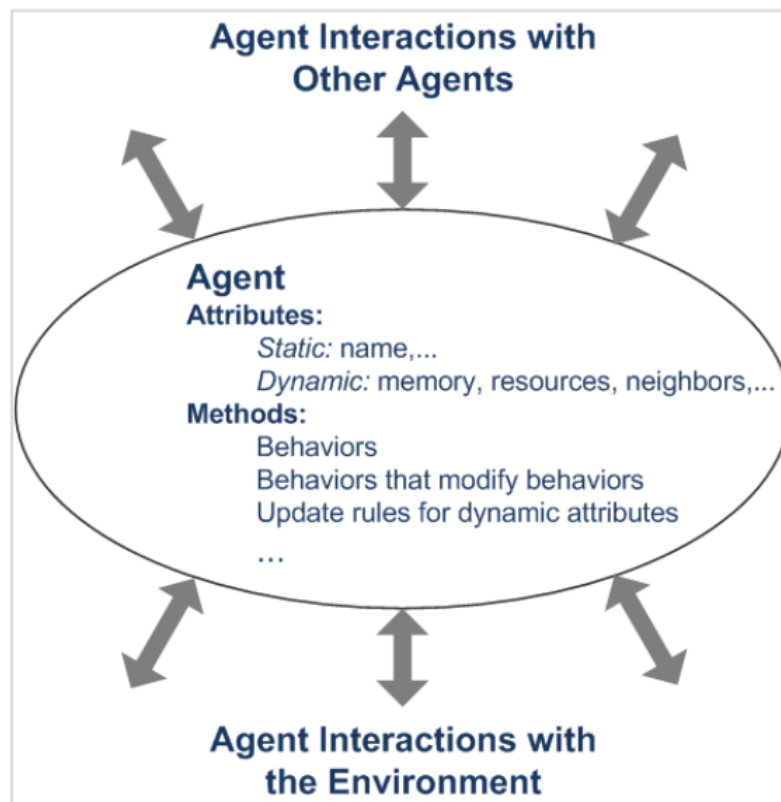 Agent Interactions with
Other Agents
Agent
Attributes:
Static: name,...
Dynamic: memory, resources, neighbors,...
Methods:
Behaviors
Behaviors that modify behaviors
Update rules for dynamic attributes
...
Agent Interactions with
the Environment